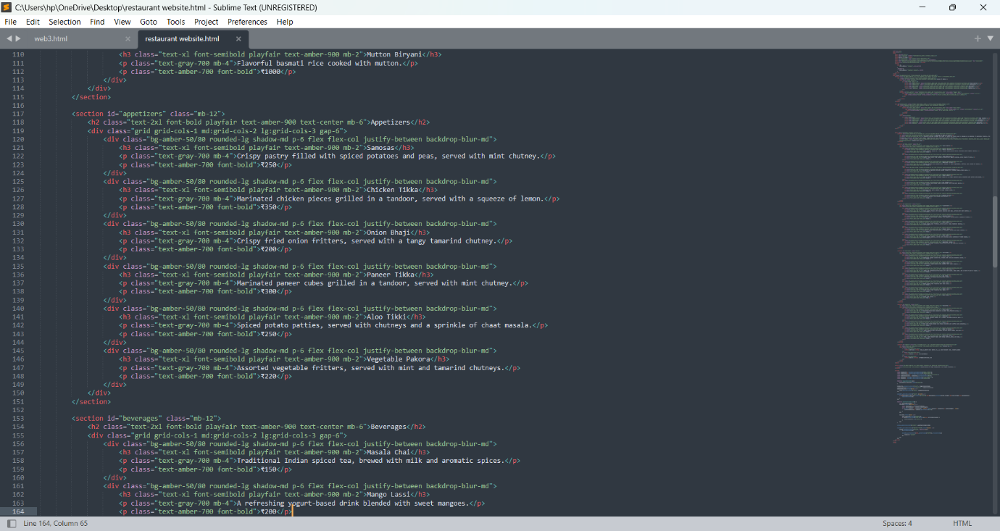 C:\Users\hp\OneDrive\Desktop\restaurant website.html - Sublime Text (UNREGISTERED)
File Edit Selection Find View Goto Tools Project Preferences Help
web3.html × restaurant website.html ×
110 <h3 class="text-xl font-semibold playfair text-amber-900 mb-2">Mutton Biryani</h3>
111 <p class="text-gray-700 mb-4">Flavorful basmati rice cooked with mutton.</p>
112 <p class="text-amber-700 font-bold">₹1000</p>
113 </div>
114 </div>
115 </section>
116
117 <section id="appetizers" class="mb-12">
118 <h2 class="text-2xl font-bold playfair text-amber-900 text-center mb-6">Appetizers</h2>
119 <div class="grid grid-cols-1 md:grid-cols-2 lg:grid-cols-3 gap-6">
120 <div class="bg-amber-50/80 rounded-lg shadow-md p-6 flex flex-col justify-between backdrop-blur-md">
121 <h3 class="text-xl font-semibold playfair text-amber-900 mb-2">Samosas</h3>
122 <p class="text-gray-700 mb-4">Crispy pastry filled with spiced potatoes and peas, served with mint chutney.</p>
123 <p class="text-amber-700 font-bold">₹250</p>
124 </div>
125 <div class="bg-amber-50/80 rounded-lg shadow-md p-6 flex flex-col justify-between backdrop-blur-md">
126 <h3 class="text-xl font-semibold playfair text-amber-900 mb-2">Chicken Tikka</h3>
127 <p class="text-gray-700 mb-4">Marinated chicken pieces grilled in a tandoor, served with a squeeze of lemon.</p>
128 <p class="text-amber-700 font-bold">₹350</p>
129 </div>
130 <div class="bg-amber-50/80 rounded-lg shadow-md p-6 flex flex-col justify-between backdrop-blur-md">
131 <h3 class="text-xl font-semibold playfair text-amber-900 mb-2">Onion Bhaji</h3>
132 <p class="text-gray-700 mb-4">Crispy fried onion fritters, served with a tangy tamarind chutney.</p>
133 <p class="text-amber-700 font-bold">₹200</p>
134 </div>
135 <div class="bg-amber-50/80 rounded-lg shadow-md p-6 flex flex-col justify-between backdrop-blur-md">
136 <h3 class="text-xl font-semibold playfair text-amber-900 mb-2">Paneer Tikka</h3>
137 <p class="text-gray-700 mb-4">Marinated paneer cubes grilled in a tandoor, served with mint chutney.</p>
138 <p class="text-amber-700 font-bold">₹300</p>
139 </div>
140 <div class="bg-amber-50/80 rounded-lg shadow-md p-6 flex flex-col justify-between backdrop-blur-md">
141 <h3 class="text-xl font-semibold playfair text-amber-900 mb-2">Aloo Tikki</h3>
142 <p class="text-gray-700 mb-4">Spiced potato patties, served with chutneys and a sprinkle of chaat masala.</p>
143 <p class="text-amber-700 font-bold">₹250</p>
144 </div>
145 <div class="bg-amber-50/80 rounded-lg shadow-md p-6 flex flex-col justify-between backdrop-blur-md">
146 <h3 class="text-xl font-semibold playfair text-amber-900 mb-2">Vegetable Pakora</h3>
147 <p class="text-gray-700 mb-4">Assorted vegetable fritters, served with mint and tamarind chutneys.</p>
148 <p class="text-amber-700 font-bold">₹220</p>
149 </div>
150 </div>
151 </section>
152
153 <section id="beverages" class="mb-12">
154 <h2 class="text-2xl font-bold playfair text-amber-900 text-center mb-6">Beverages</h2>
155 <div class="grid grid-cols-1 md:grid-cols-2 lg:grid-cols-3 gap-6">
156 <div class="bg-amber-50/80 rounded-lg shadow-md p-6 flex flex-col justify-between backdrop-blur-md">
157 <h3 class="text-xl font-semibold playfair text-amber-900 mb-2">Masala Chai</h3>
158 <p class="text-gray-700 mb-4">Traditional Indian spiced tea, brewed with milk and aromatic spices.</p>
159 <p class="text-amber-700 font-bold">₹150</p>
160 </div>
161 <div class="bg-amber-50/80 rounded-lg shadow-md p-6 flex flex-col justify-between backdrop-blur-md">
162 <h3 class="text-xl font-semibold playfair text-amber-900 mb-2">Mango Lassi</h3>
163 <p class="text-gray-700 mb-4">A refreshing yogurt-based drink blended with sweet mangoes.</p>
164 <p class="text-amber-700 font-bold">₹200</p>
Line 164, Column 65 Spaces: 4 HTML